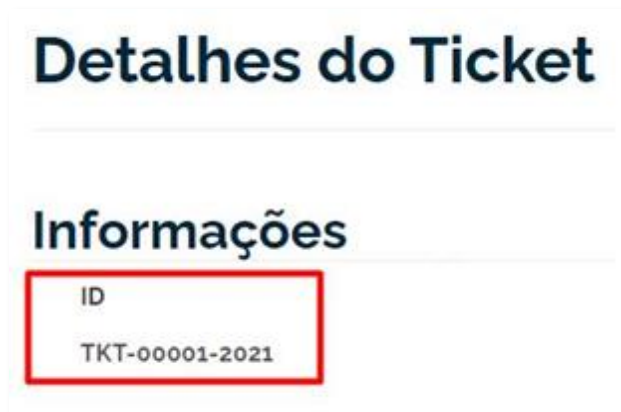 Detalhes do Ticket
Informações
ID
TKT-00001-2021